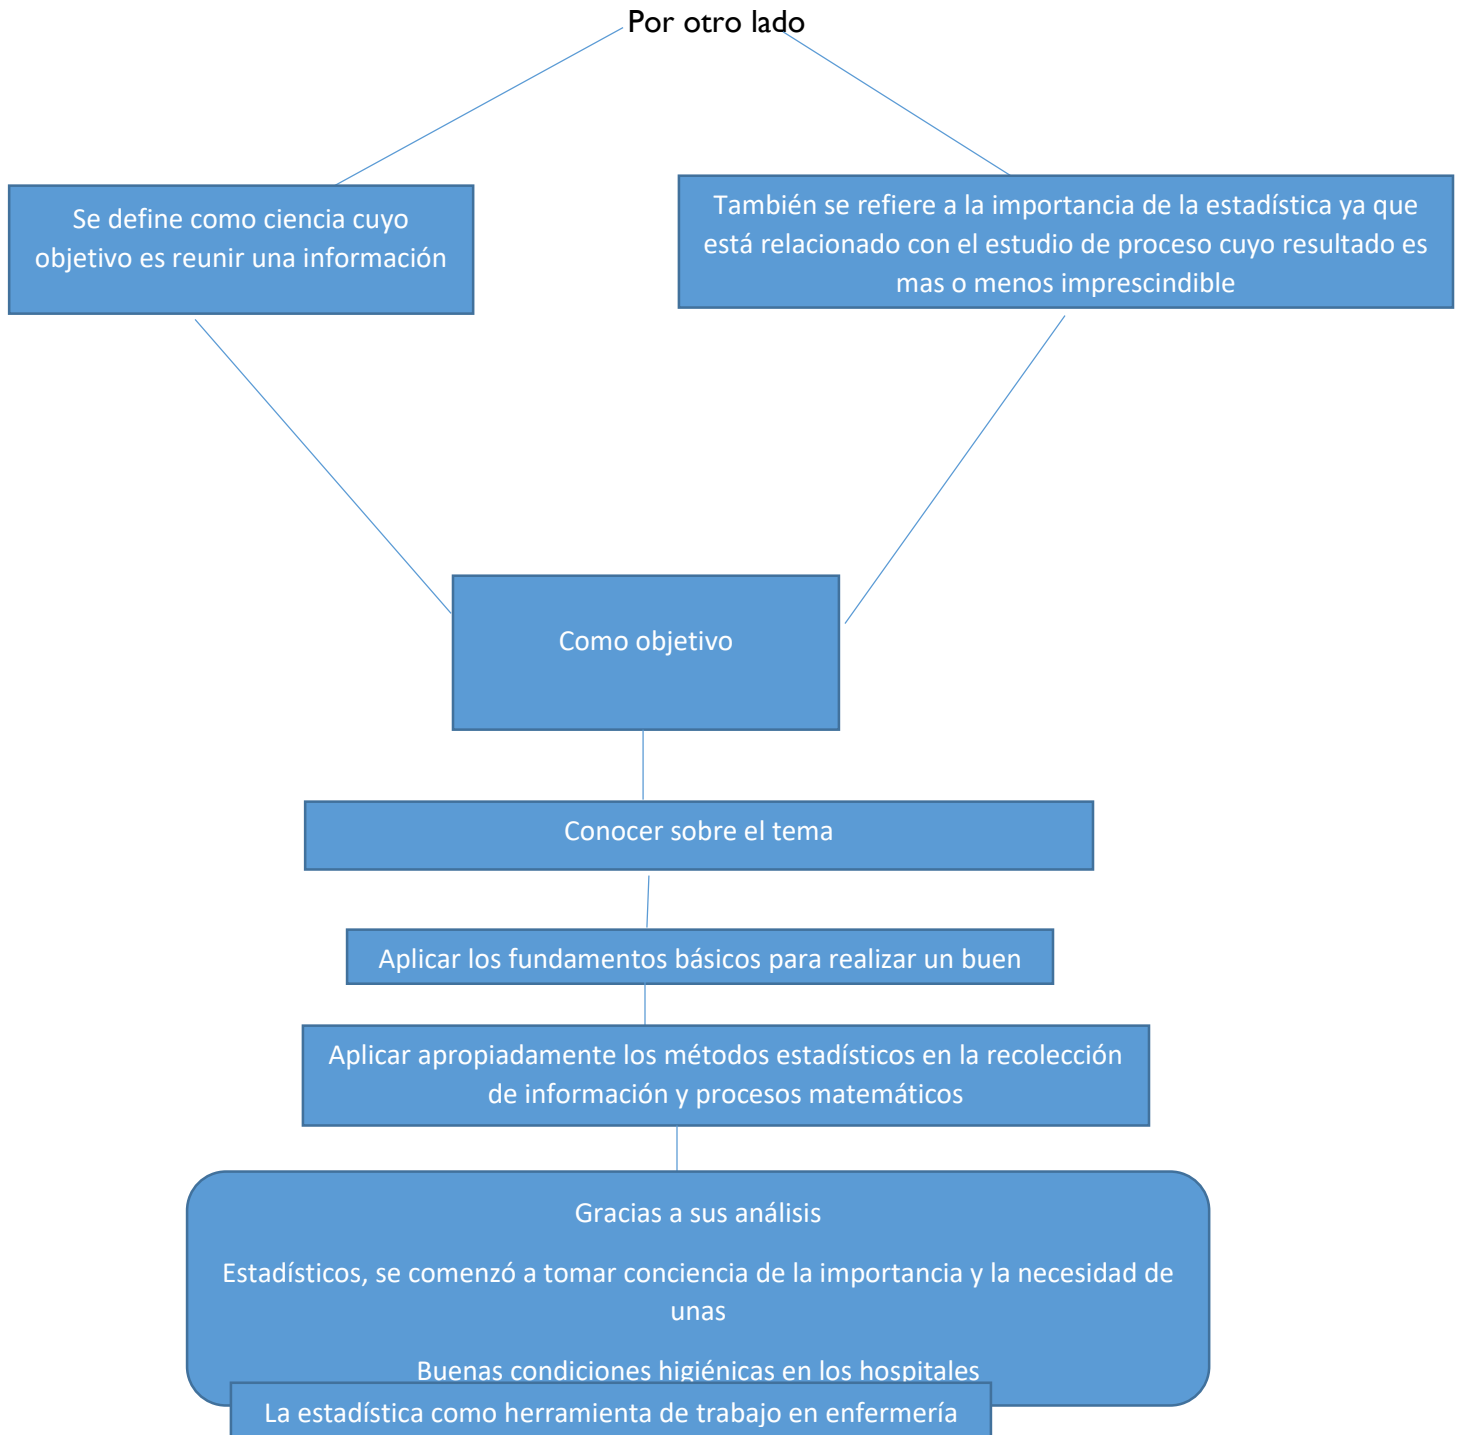 Por otro lado
Se define como ciencia cuyo
objetivo es reunir una información
También se refiere a la importancia de la estadística ya que
está relacionado con el estudio de proceso cuyo resultado es
mas o menos imprescindible
Como objetivo
Conocer sobre el tema
Aplicar los fundamentos básicos para realizar un buen
Aplicar apropiadamente los métodos estadísticos en la recolección
de información y procesos matemáticos
Gracias a sus análisis
Estadísticos, se comenzó a tomar conciencia de la importancia y la necesidad de
unas
Buenas condiciones higiénicas en los hospitales
La estadística como herramienta de trabajo en enfermería